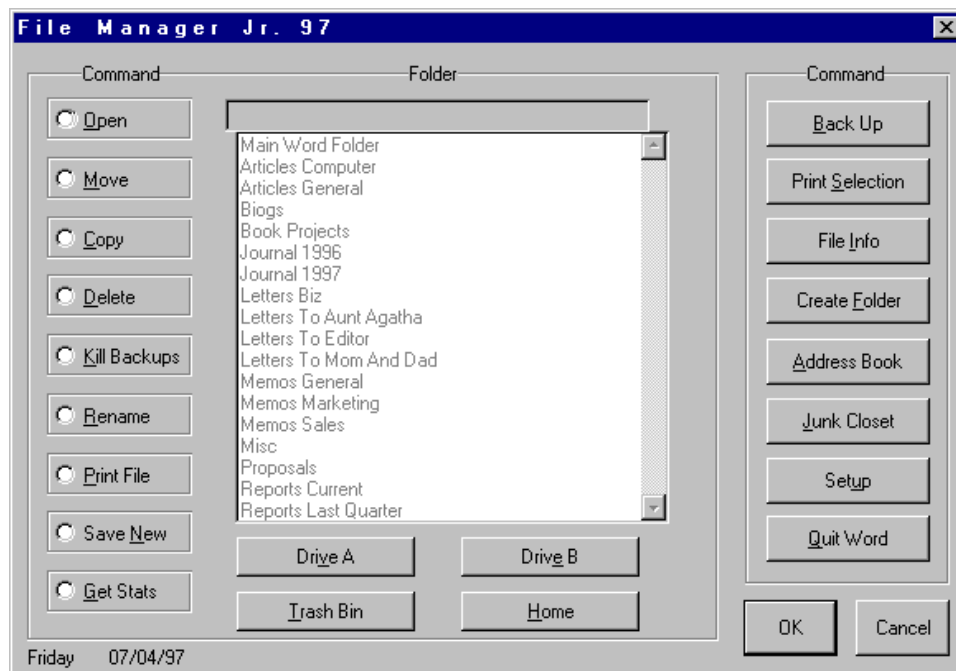 File Manager Jr. 97
Command
Open
Move
Copy
Delete
Kill Backups
Rename
Print File
Save New
Get Stats
Folder
Main Word Folder
Articles Computer
Articles General
Biogs
Book Projects
Journal 1996
Journal 1997
Letters Biz
Letters To Aunt Agatha
Letters To Editor
Letters To Mom And Dad
Memos General
Memos Marketing
Memos Sales
Misc
Proposals
Reports Current
Reports Last Quarter
Drive A
Drive B
Trash Bin
Home
Command
Back Up
Print Selection
File Info
Create Folder
Address Book
Junk Closet
Setup
Quit Word
OK
Cancel
Friday 07/04/97